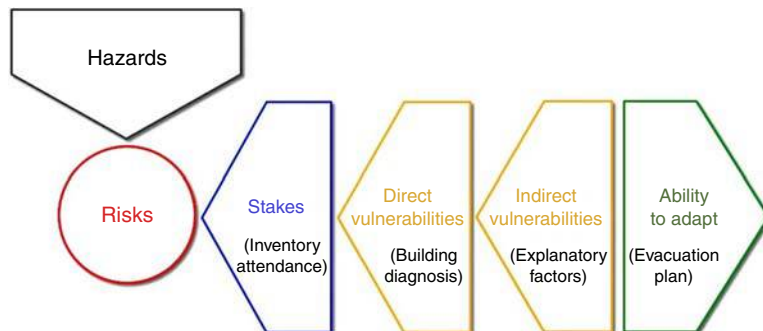 Hazards
Risks
Stakes
(Inventory
attendance)
Direct
vulnerabilities
(Building
diagnosis)
Indirect
vulnerabilities
(Explanatory
factors)
Ability
to adapt
(Evacuation
plan)